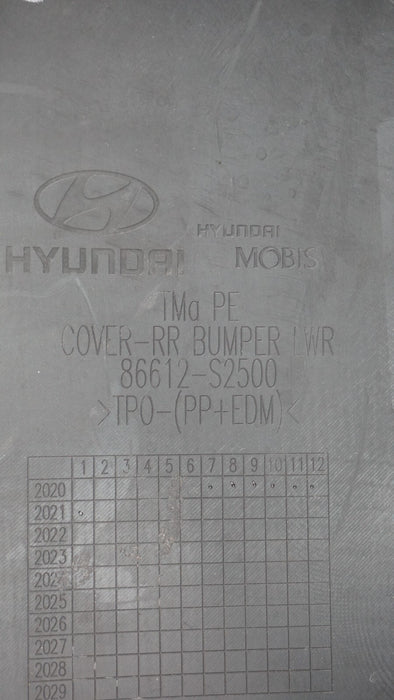 HYUNDAI
HYUNDAI
MOBIS
TMa PE
COVER-RR BUMPER LWR
86612-S2500
>TPO-(PP+EDM)<
1 2 3 4 5 6 7 8 9 10 11 12
2020
2021
2022
2023
2024
2025
2026
2027
2028
2029